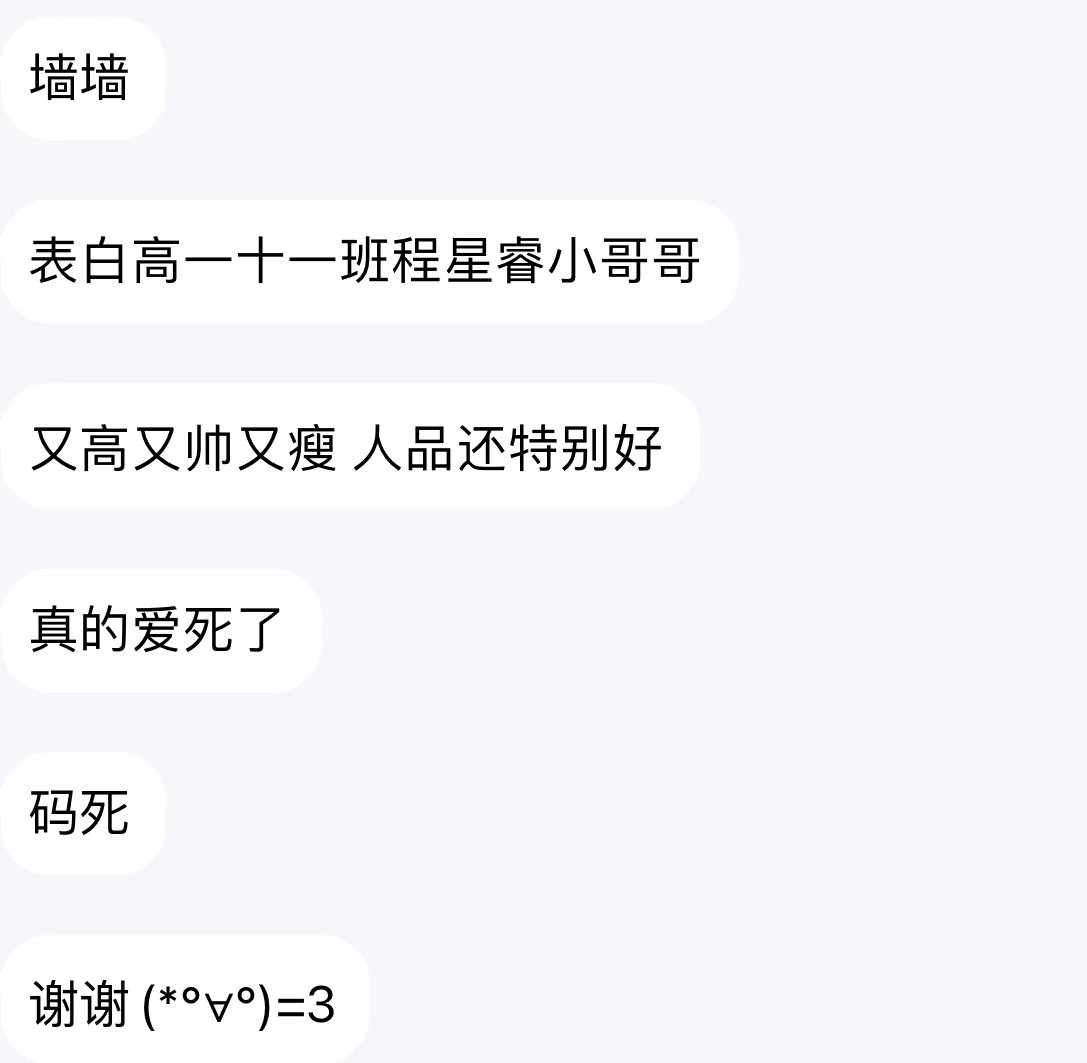 墙墙
表白高一十一班程星睿小哥哥
又高又帅又瘦 人品还特别好
真的爱死了
码死
谢谢 (*°∀°)=3